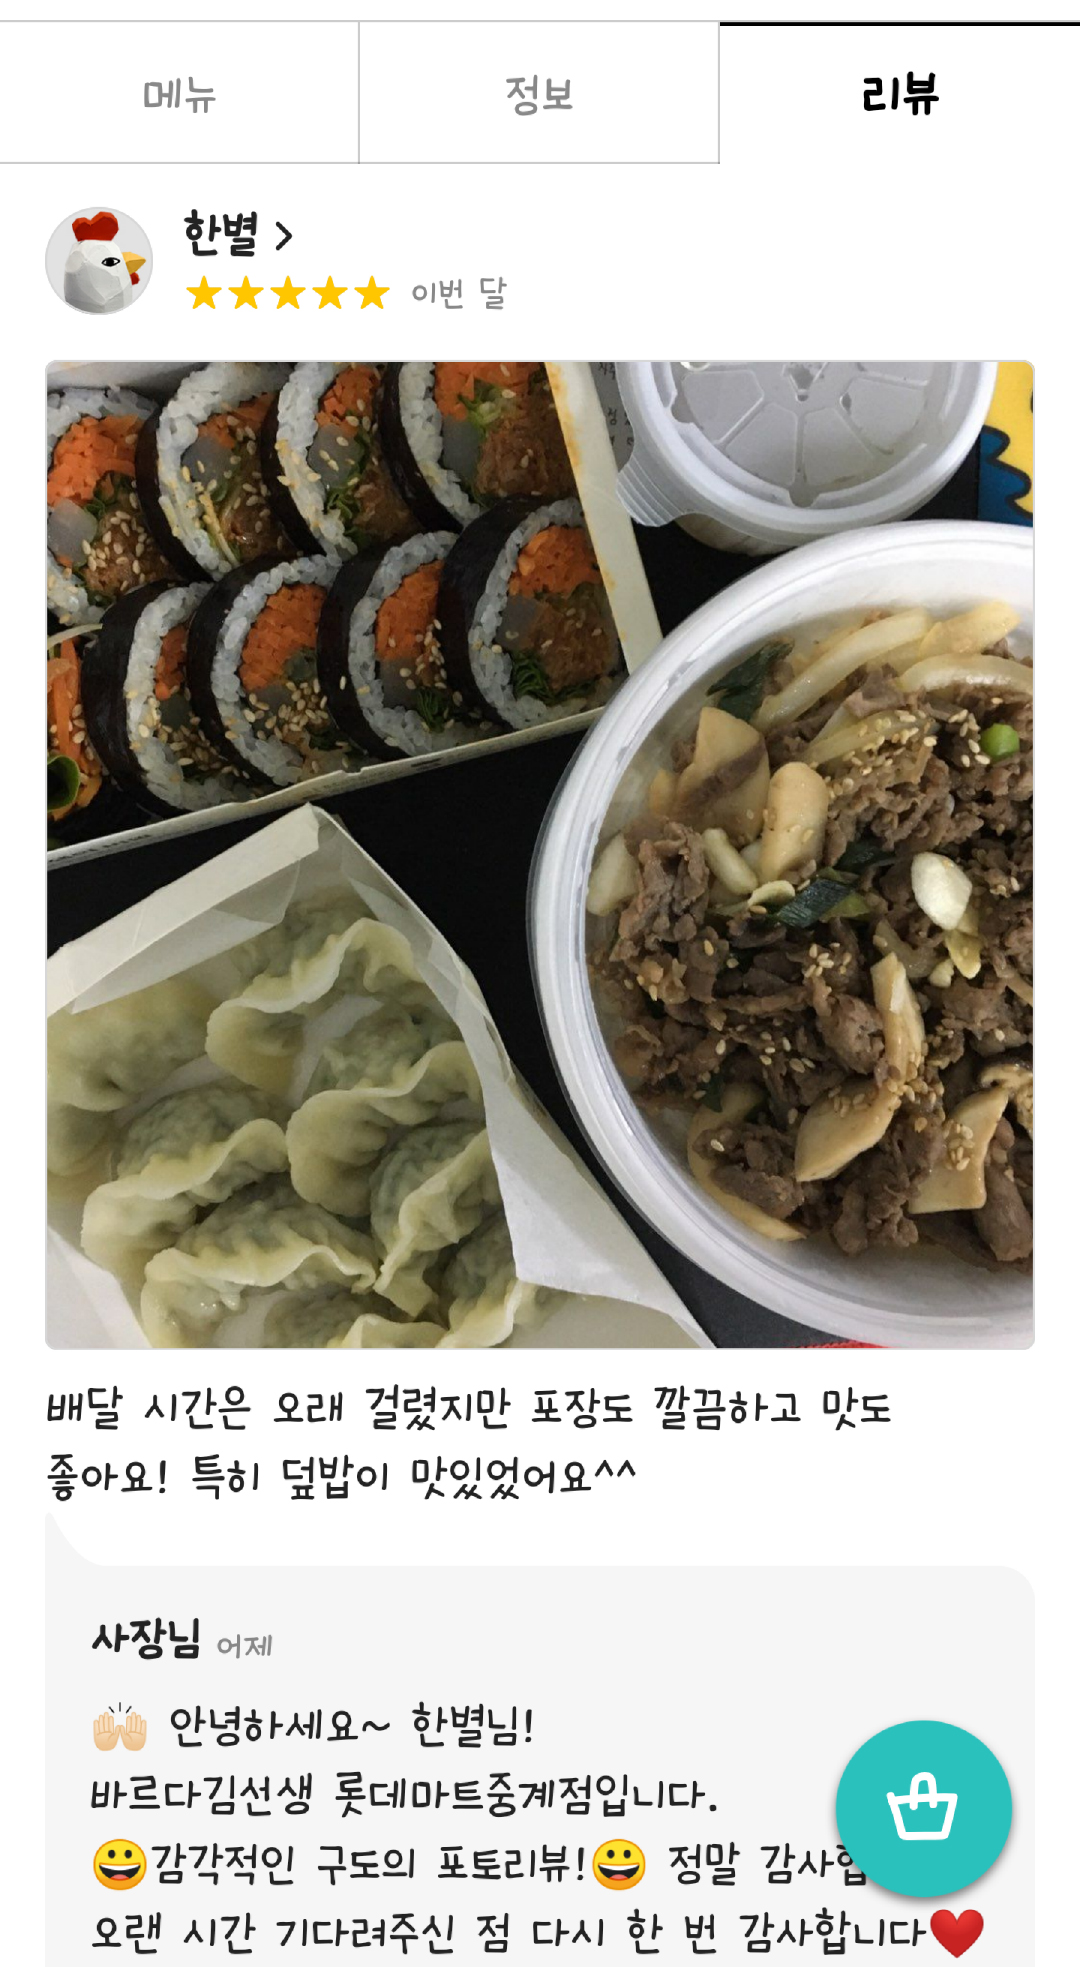 메뉴
정보
리뷰
한별 >
이번 달
배달 시간은 오래 걸렸지만 포장도 깔끔하고 맛도
좋아요! 특히 덮밥이 맛있었어요^^
사장님 어제
🙌🏻 안녕하세요~ 한별님!
바르다김선생 롯데마트중계점입니다.
😀감각적인 구도의 포토리뷰!😀 정말
오랜 시간 기다려주신 점 다시 한 번 감사합니다❤️